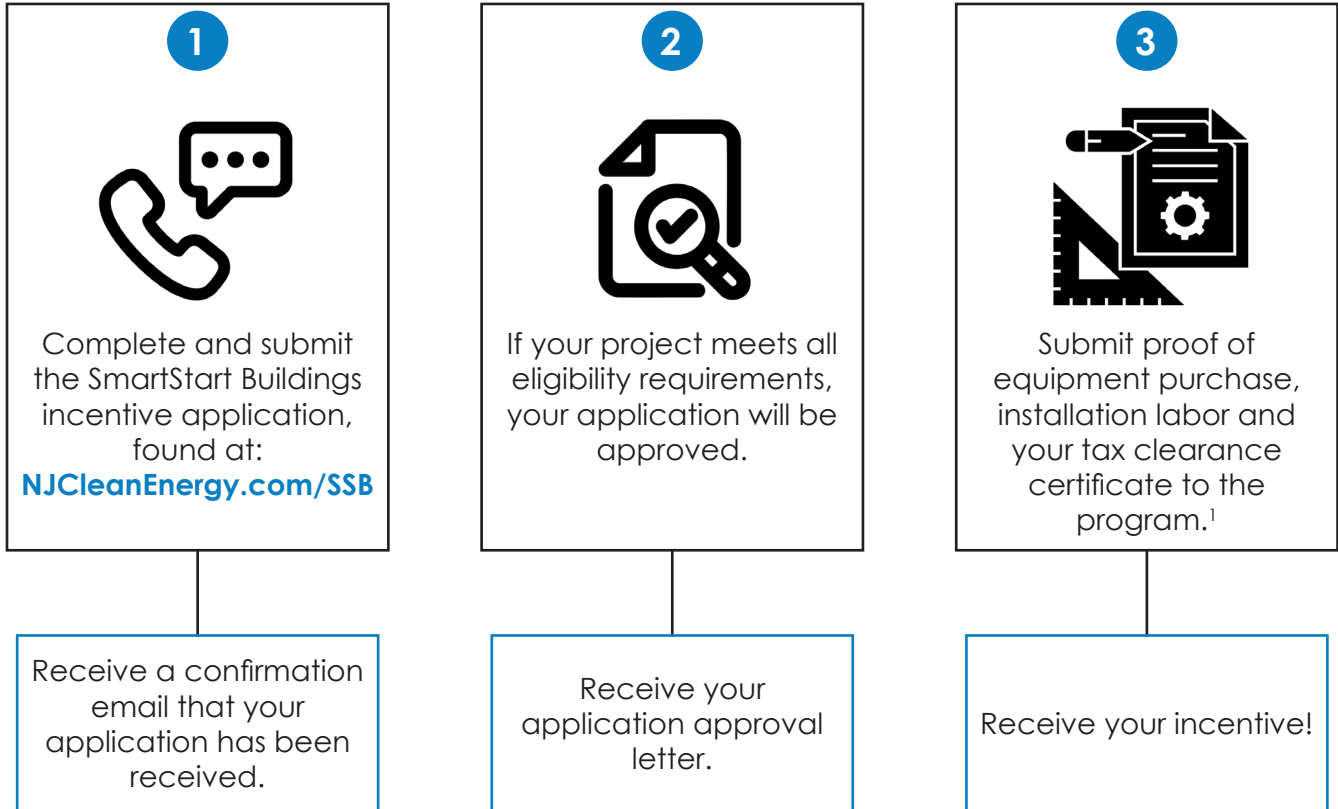 1
Complete and submit
the SmartStart Buildings
incentive application,
found at:
NJCleanEnergy.com/SSB
Receive a confirmation
email that your
application has been
received.
2
If your project meets all
eligibility requirements,
your application will be
approved.
Receive your
application approval
letter.
3
Submit proof of
equipment purchase,
installation labor and
your tax clearance
certificate to the
program.¹
Receive your incentive!